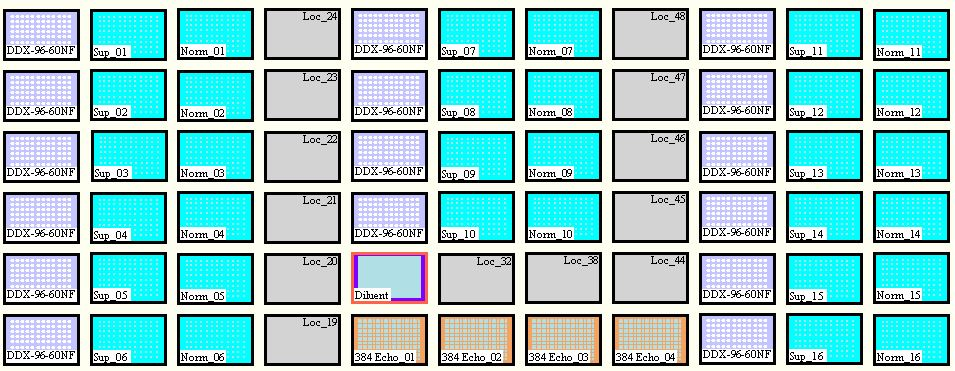 DDX-96-60NF Sup_01 Norm_01 Loc_24 DDX-96-60NF Sup_07 Norm_07 Loc_48 DDX-96-60NF Sup_11 Norm_11
DDX-96-60NF Sup_02 Norm_02 Loc_23 DDX-96-60NF Sup_08 Norm_08 Loc_47 DDX-96-60NF Sup_12 Norm_12
DDX-96-60NF Sup_03 Norm_03 Loc_22 DDX-96-60NF Sup_09 Norm_09 Loc_46 DDX-96-60NF Sup_13 Norm_13
DDX-96-60NF Sup_04 Norm_04 Loc_21 DDX-96-60NF Sup_10 Norm_10 Loc_45 DDX-96-60NF Sup_14 Norm_14
DDX-96-60NF Sup_05 Norm_05 Loc_20 Diluent Loc_32 Loc_38 Loc_44 DDX-96-60NF Sup_15 Norm_15
DDX-96-60NF Sup_06 Norm_06 Loc_19 384 Echo_01 384 Echo_02 384 Echo_03 384 Echo_04 DDX-96-60NF Sup_16 Norm_16